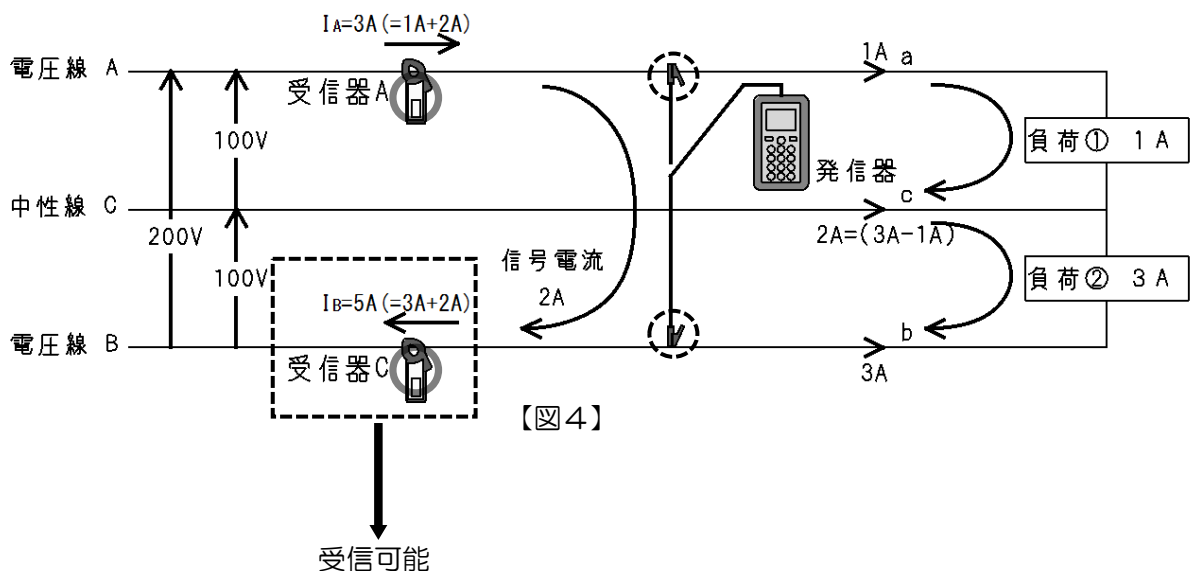 IA=3A(=1A+2A)
1A a
電圧線 A
受信器A
100V
負荷① 1A
発信器
中性線 C
c
200V
2A=(3A-1A)
信号電流
2A
100V
IB=5A(=3A+2A)
負荷② 3A
電圧線 B
b
受信器C
3A
【図4】
受信可能